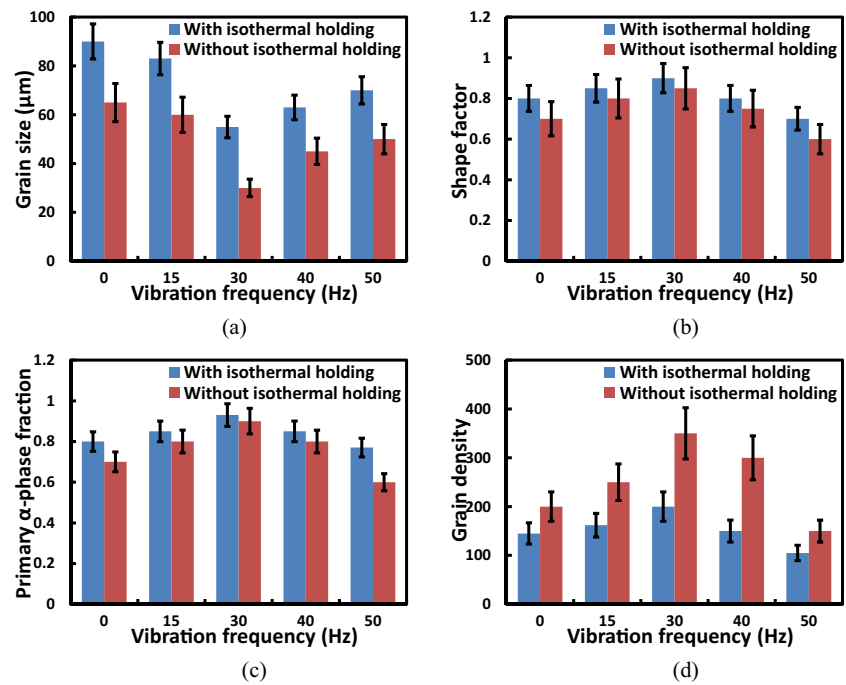 With isothermal holding
Without isothermal holding
Grain size (µm)
100
80
60
40
20
0
0 15 30 40 50
Vibration frequency (Hz)
(a)
With isothermal holding
Without isothermal holding
Shape factor
1.2
1
0.8
0.6
0.4
0.2
0
0 15 30 40 50
Vibration frequency (Hz)
(b)
With isothermal holding
Without isothermal holding
Primary α-phase fraction
1.2
1
0.8
0.6
0.4
0.2
0
0 15 30 40 50
Vibration frequency (Hz)
(c)
With isothermal holding
Without isothermal holding
Grain density
500
400
300
200
100
0
0 15 30 40 50
Vibration frequency (Hz)
(d)